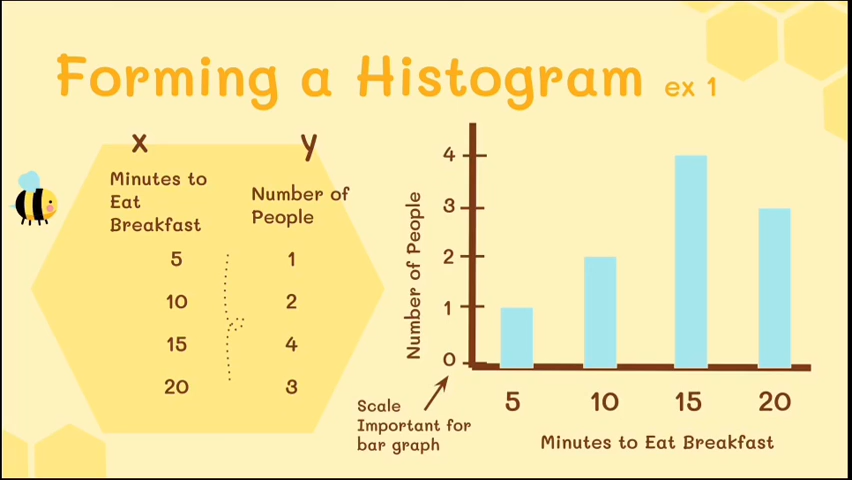 Forming a Histogram ex 1
x y
Minutes to
Eat
Breakfast
Number of
People
5 1
10 2
15 4
20 3
Number of People
4
3
2
1
0
5 10 15 20
Minutes to Eat Breakfast
Scale
Important for
bar graph